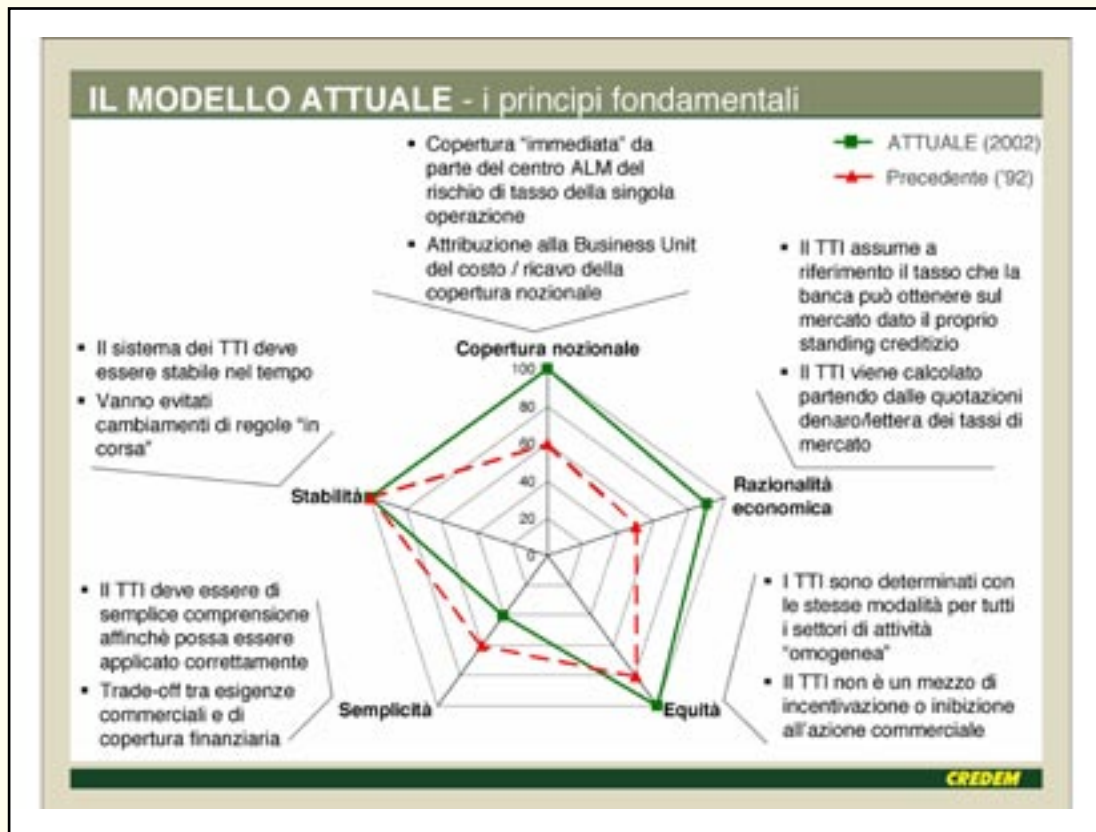 IL MODELLO ATTUALE - i principi fondamentali
▪ Copertura "immediata" da
parte del centro ALM del
rischio di tasso della singola
operazione
▪ Attribuzione alla Business Unit
del costo / ricavo della
copertura nozionale
ATTUALE (2002)
Precedente ('92)
▪ Il TTI assume a
riferimento il tasso che la
banca può ottenere sul
mercato dato il proprio
standing creditizio
▪ Il TTI viene calcolato
partendo dalle quotazioni
denaro/lettera dei tassi di
mercato
▪ Il sistema dei TTI deve
essere stabile nel tempo
▪ Vanno evitati
cambiamenti di regole "in
corsa"
Copertura nozionale
100
80
60
40
20
0
Stabilità
Razionalità
economica
▪ Il TTI deve essere di
semplice comprensione
affinchè possa essere
applicato correttamente
▪ Trade-off tra esigenze
commerciali e di
copertura finanziaria
Semplicità
Equità
▪ I TTI sono determinati con
le stesse modalità per tutti
i settori di attività
"omogenea"
▪ Il TTI non è un mezzo di
incentivazione o inibizione
all'azione commerciale
CREDEM